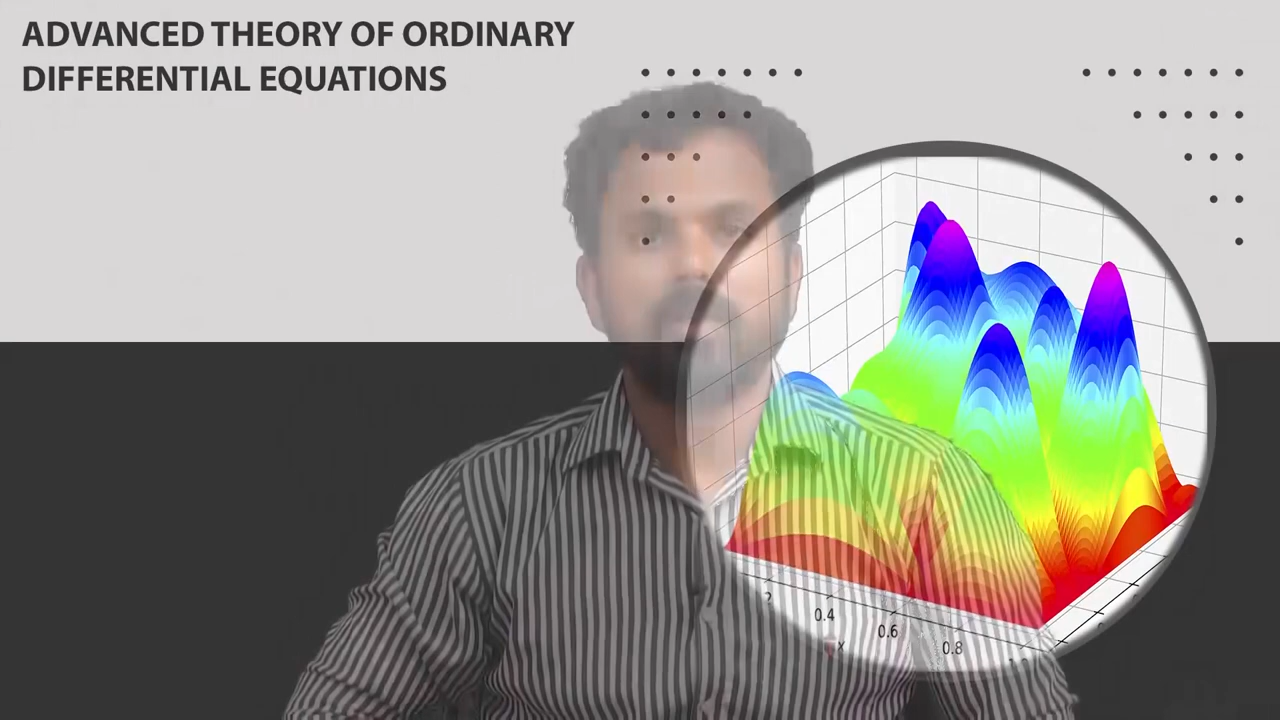 ADVANCED THEORY OF ORDINARY
DIFFERENTIAL EQUATIONS
0.4
0.6
0.8
x